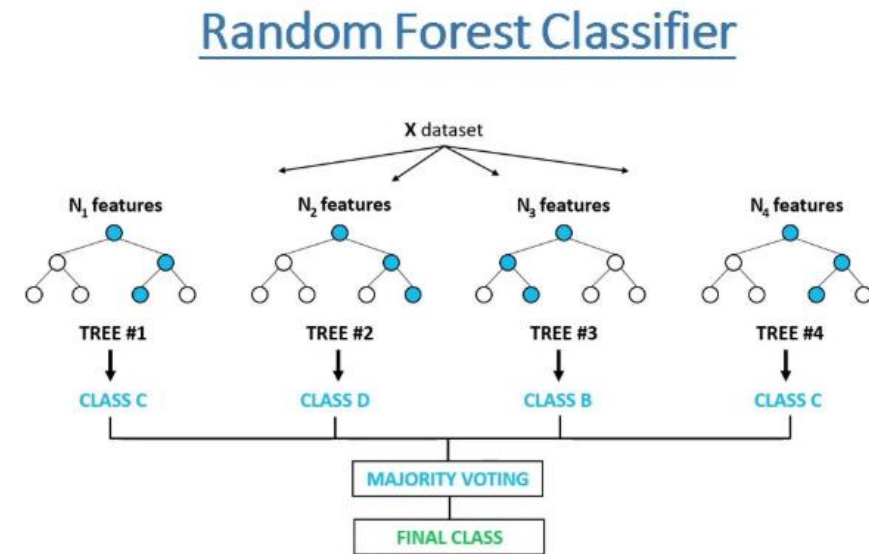 Random Forest Classifier
X dataset
N₁ features
N₂ features
N₃ features
N₄ features
TREE #1
TREE #2
TREE #3
TREE #4
CLASS C
CLASS D
CLASS B
CLASS C
MAJORITY VOTING
FINAL CLASS